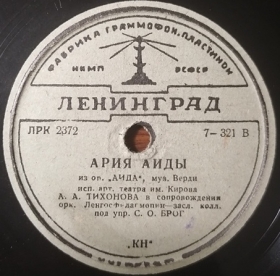 ФАБРИКА ГРАММОФОН. ПЛАСТИНОК
НКМП РСФСР
ЛЕНИНГРАД
ЛРК 2372 7-321 В
АРИЯ АИДЫ
из оп. „АИДА", муз. Верди
исп. арт. театра им. Кирова
А. А. ТИХОНОВА в сопровождении
орк. Ленгосфилармонии—засл. колл.
под упр. С. О. БРОГ
„КН"